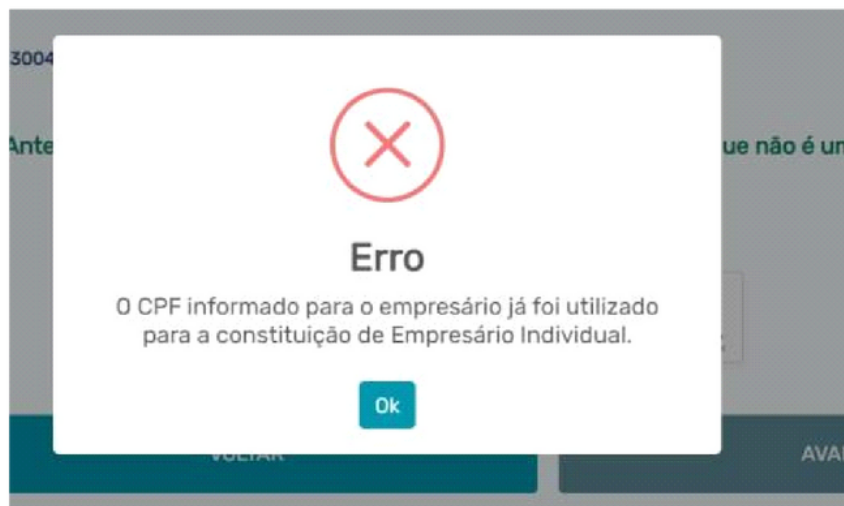 3004
Ante
ue não é un
Erro
O CPF informado para o empresário já foi utilizado
para a constituição de Empresário Individual.
Ok
VOLTAR
AVA